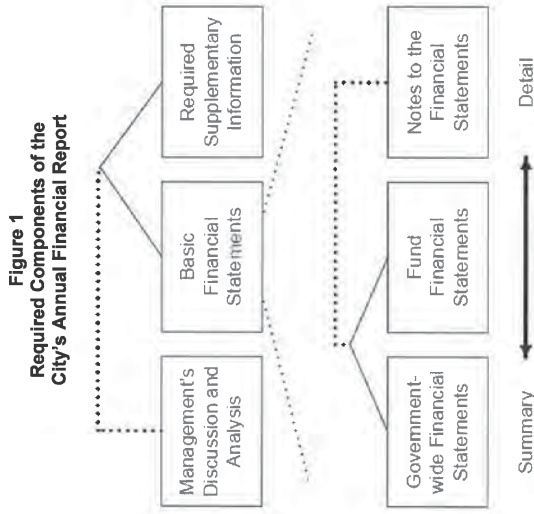 Figure 1
Required Components of the
City's Annual Financial Report
Management's
Discussion and
Analysis
Basic
Financial
Statements
Required
Supplementary
Information
Government-
wide Financial
Statements
Fund
Financial
Statements
Notes to the
Financial
Statements
Summary
Detail